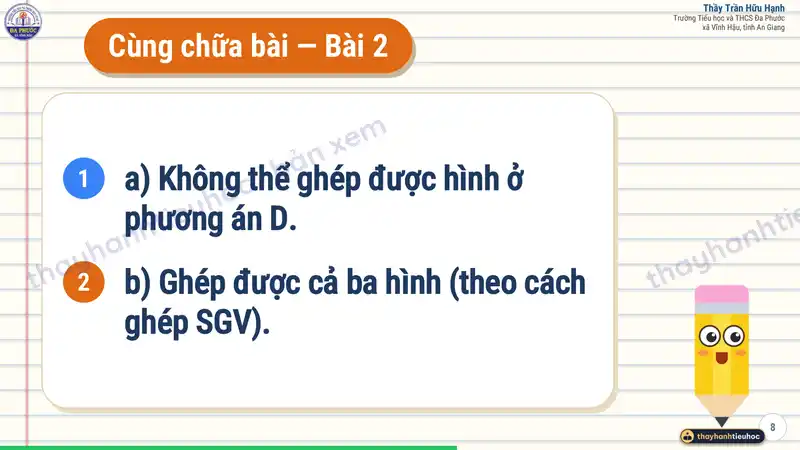 Thầy Trần Hữu Hạnh
Trường Tiểu học và THCS Đa Phước
xã Vĩnh Hậu, tỉnh An Giang
ĐA PHƯỚC
Cùng chữa bài – Bài 2
1
a) Không thể ghép được hình ở
phương án D.
2
b) Ghép được cả ba hình (theo cách
ghép SGV).
thayhanhtieuhoc
8